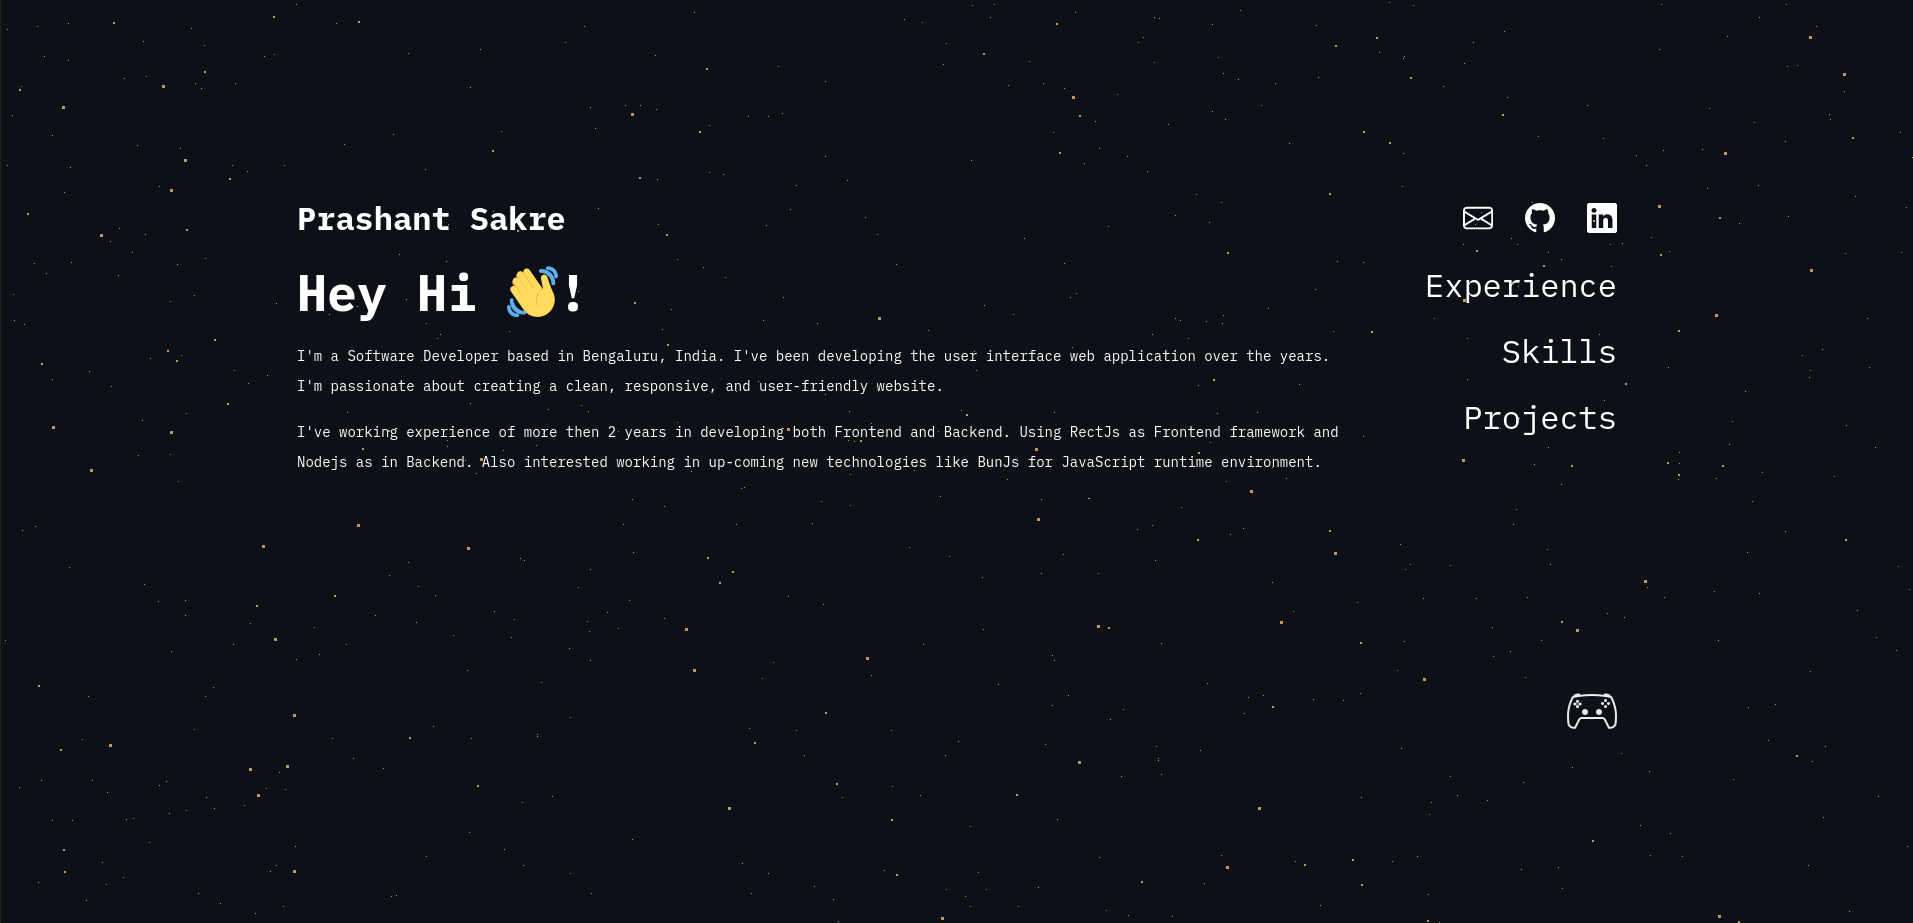 Prashant Sakre
Hey Hi 👋!
I'm a Software Developer based in Bengaluru, India. I've been developing the user interface web application over the years.
I'm passionate about creating a clean, responsive, and user-friendly website.
I've working experience of more then 2 years in developing both Frontend and Backend. Using RectJs as Frontend framework and
Nodejs as in Backend. Also interested working in up-coming new technologies like BunJs for JavaScript runtime environment.
in
Experience
Skills
Projects